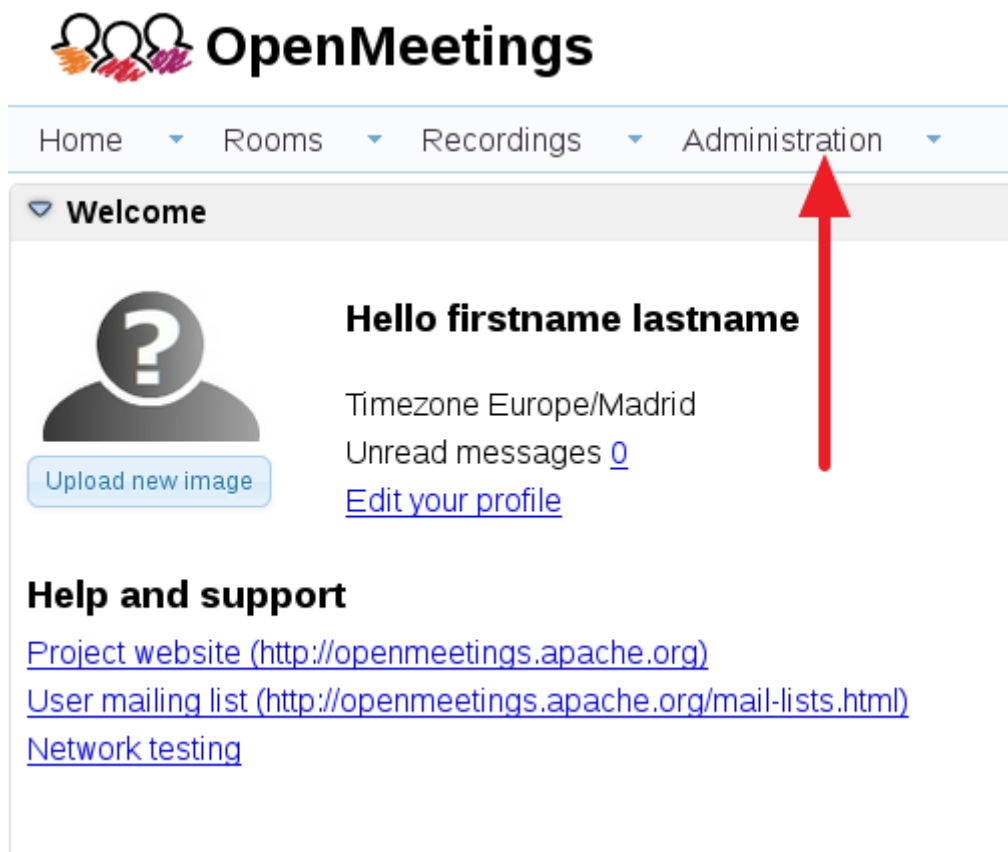 OpenMeetings
Home Rooms Recordings Administration
Welcome
Hello firstname lastname
Timezone Europe/Madrid
Unread messages 0
Upload new image
Edit your profile
Help and support
Project website (http://openmeetings.apache.org)
User mailing list (http://openmeetings.apache.org/mail-lists.html)
Network testing